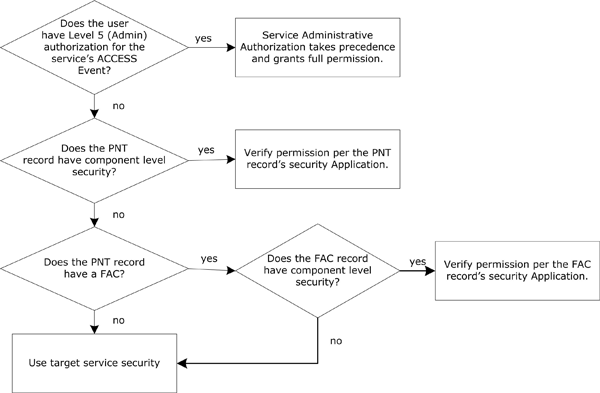 Does the user
have Level 5 (Admin)
authorization for the
service's ACCESS
Event?
yes
Service Administrative
Authorization takes precedence
and grants full permission.
no
Does the PNT
record have component level
security?
yes
Verify permission per the PNT
record's security Application.
no
Does the PNT record
have a FAC?
yes
Does the FAC record
have component level
security?
yes
Verify permission per the FAC
record's security Application.
no
no
Use target service security